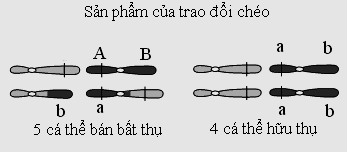 Sản phẩm của trao đổi chéo
A B a b
b a a b
5 cá thể bán bất thụ 4 cá thể hữu thụ